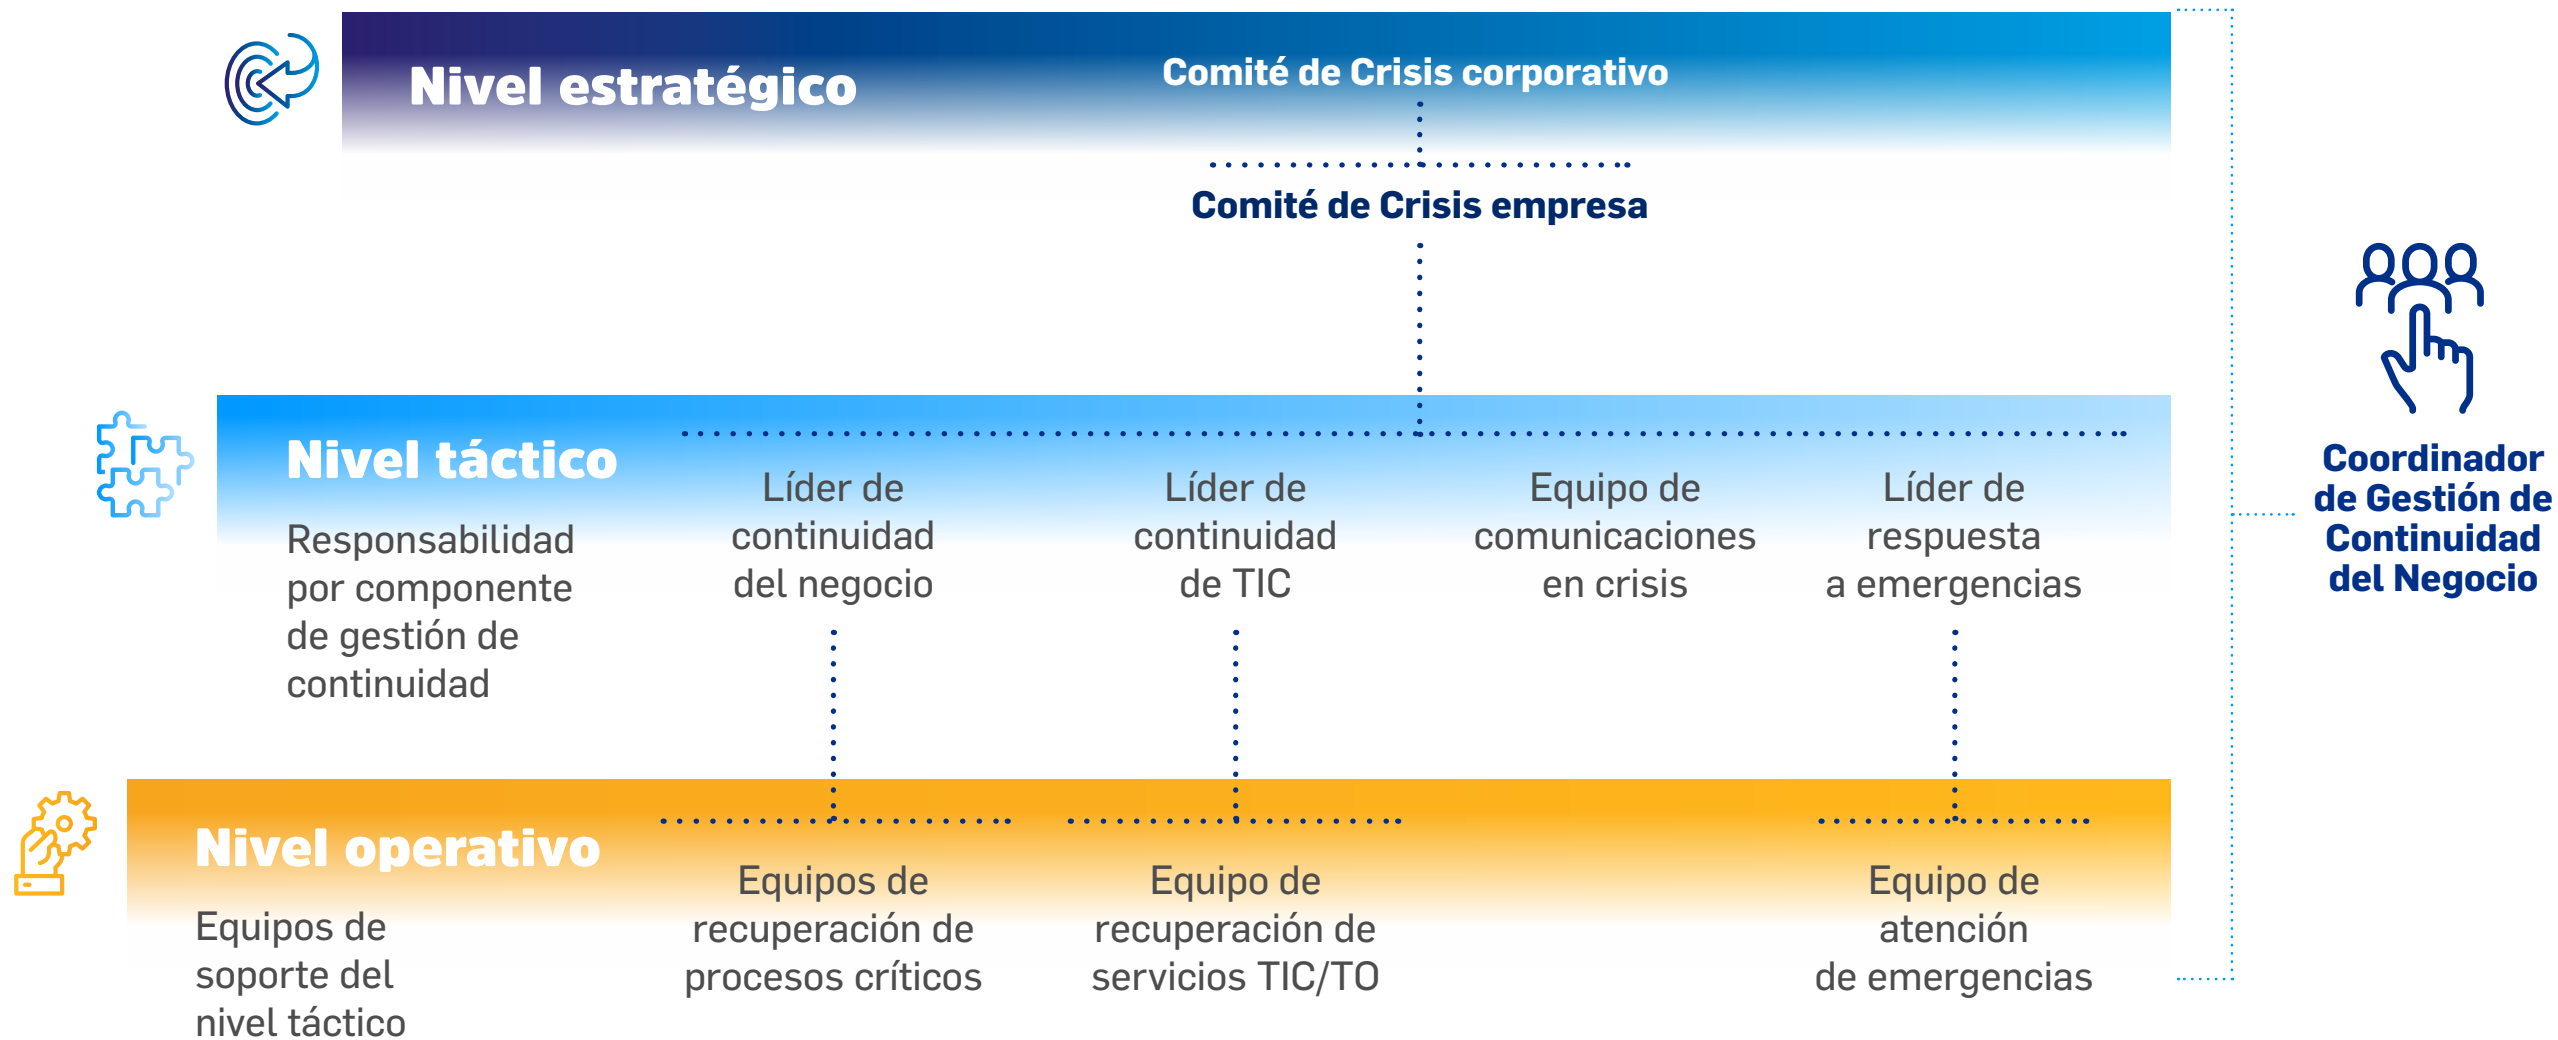 Nivel estratégico
Comité de Crisis corporativo
Comité de Crisis empresa
Nivel táctico
Responsabilidad
por componente
de gestión de
continuidad
Líder de
continuidad
del negocio
Líder de
continuidad
de TIC
Equipo de
comunicaciones
en crisis
Líder de
respuesta
a emergencias
Nivel operativo
Equipos de
soporte del
nivel táctico
Equipos de
recuperación de
procesos críticos
Equipo de
recuperación de
servicios TIC/TO
Equipo de
atención
de emergencias
Coordinador
de Gestión de
Continuidad
del Negocio